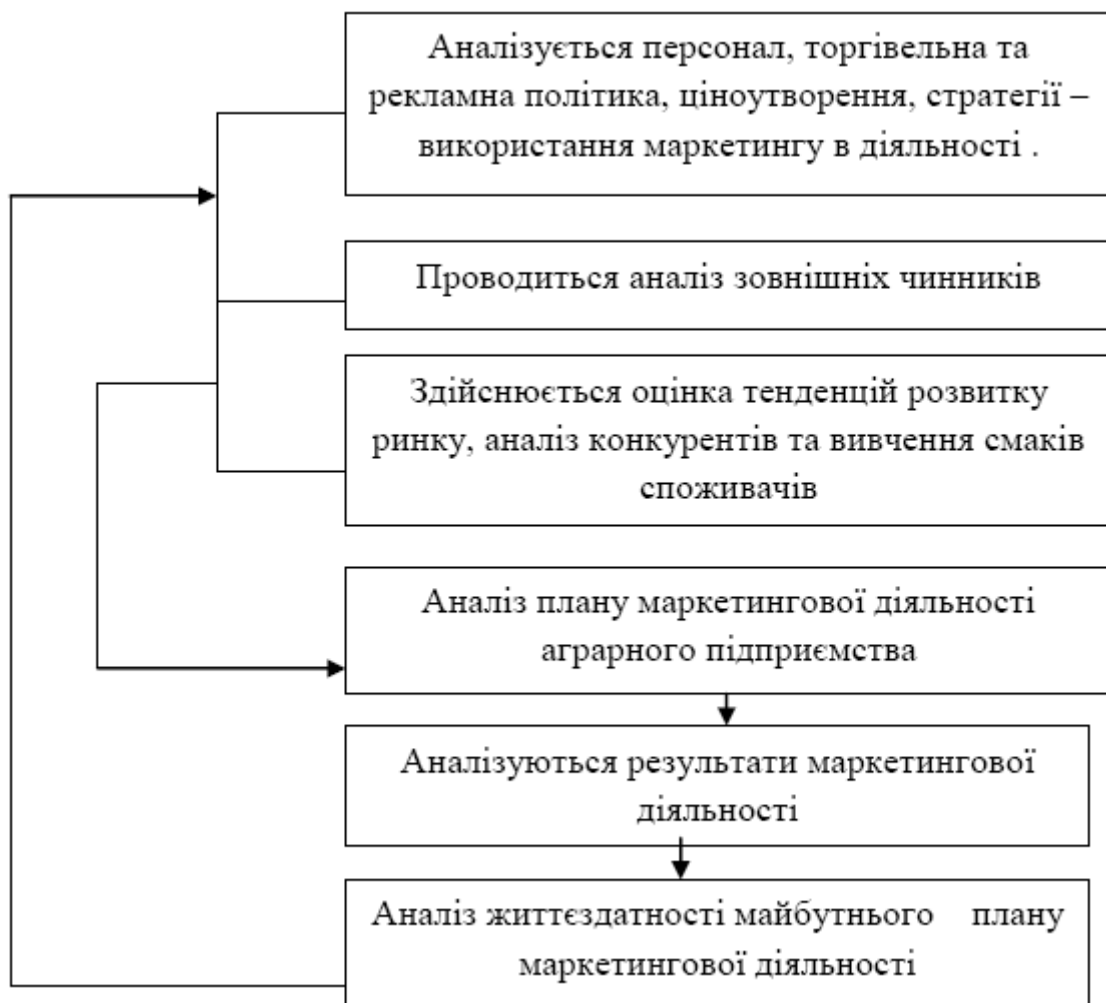 Аналізується персонал, торгівельна та
рекламна політика, ціноутворення, стратегії –
використання маркетингу в діяльності .
Проводиться аналіз зовнішніх чинників
Здійснюється оцінка тенденцій розвитку
ринку, аналіз конкурентів та вивчення смаків
споживачів
Аналіз плану маркетингової діяльності
аграрного підприємства
Аналізуються результати маркетингової
діяльності
Аналіз життєздатності майбутнього плану
маркетингової діяльності